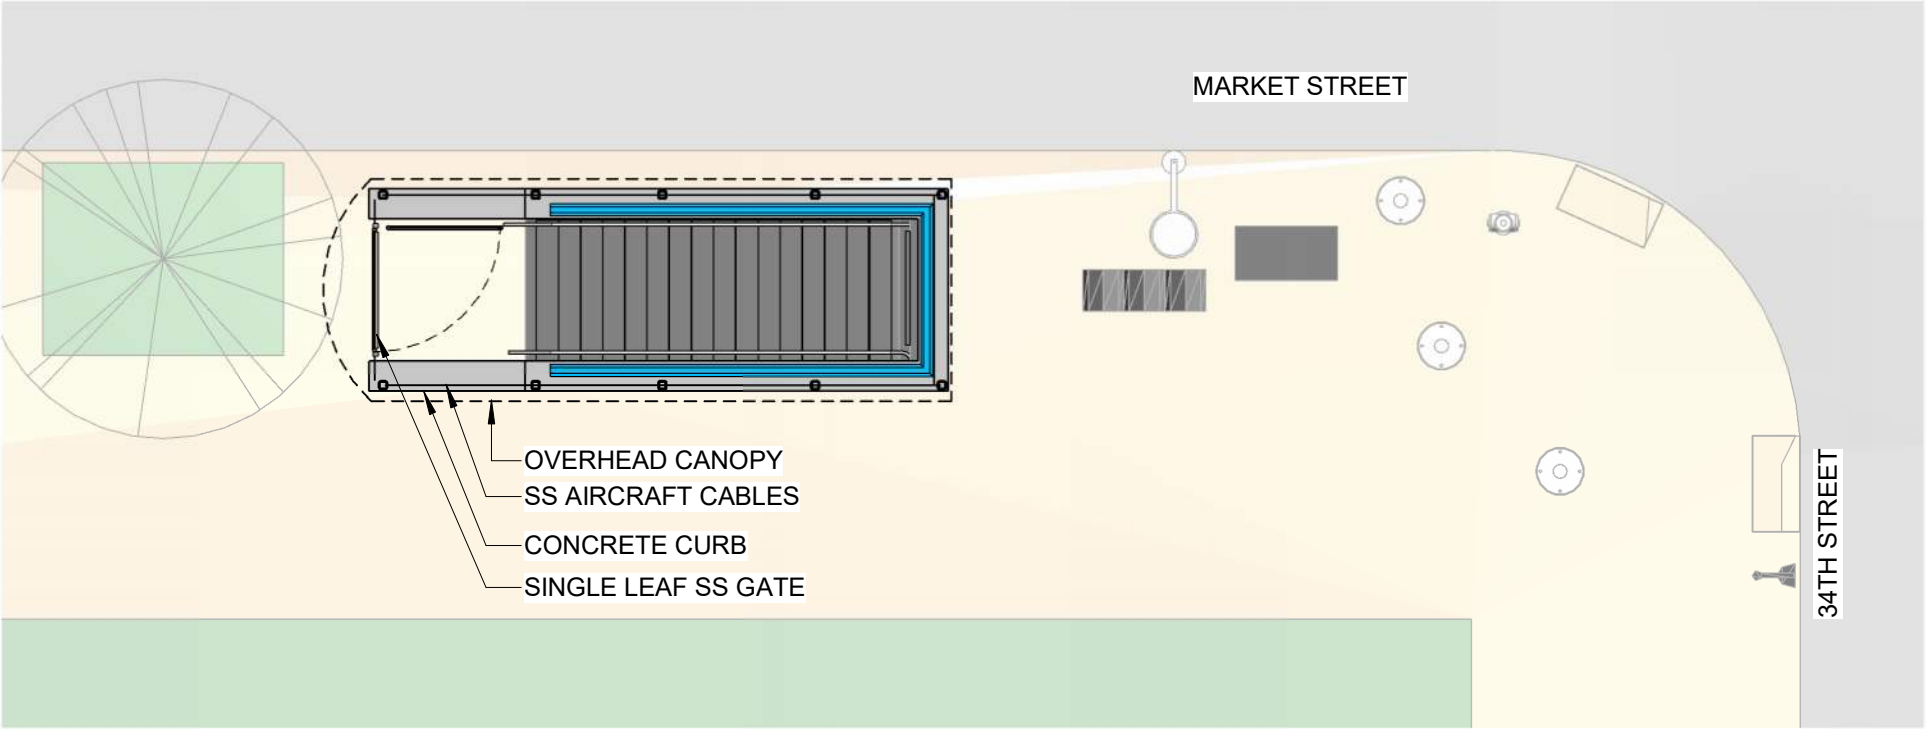 MARKET STREET
OVERHEAD CANOPY
SS AIRCRAFT CABLES
CONCRETE CURB
SINGLE LEAF SS GATE
34TH STREET